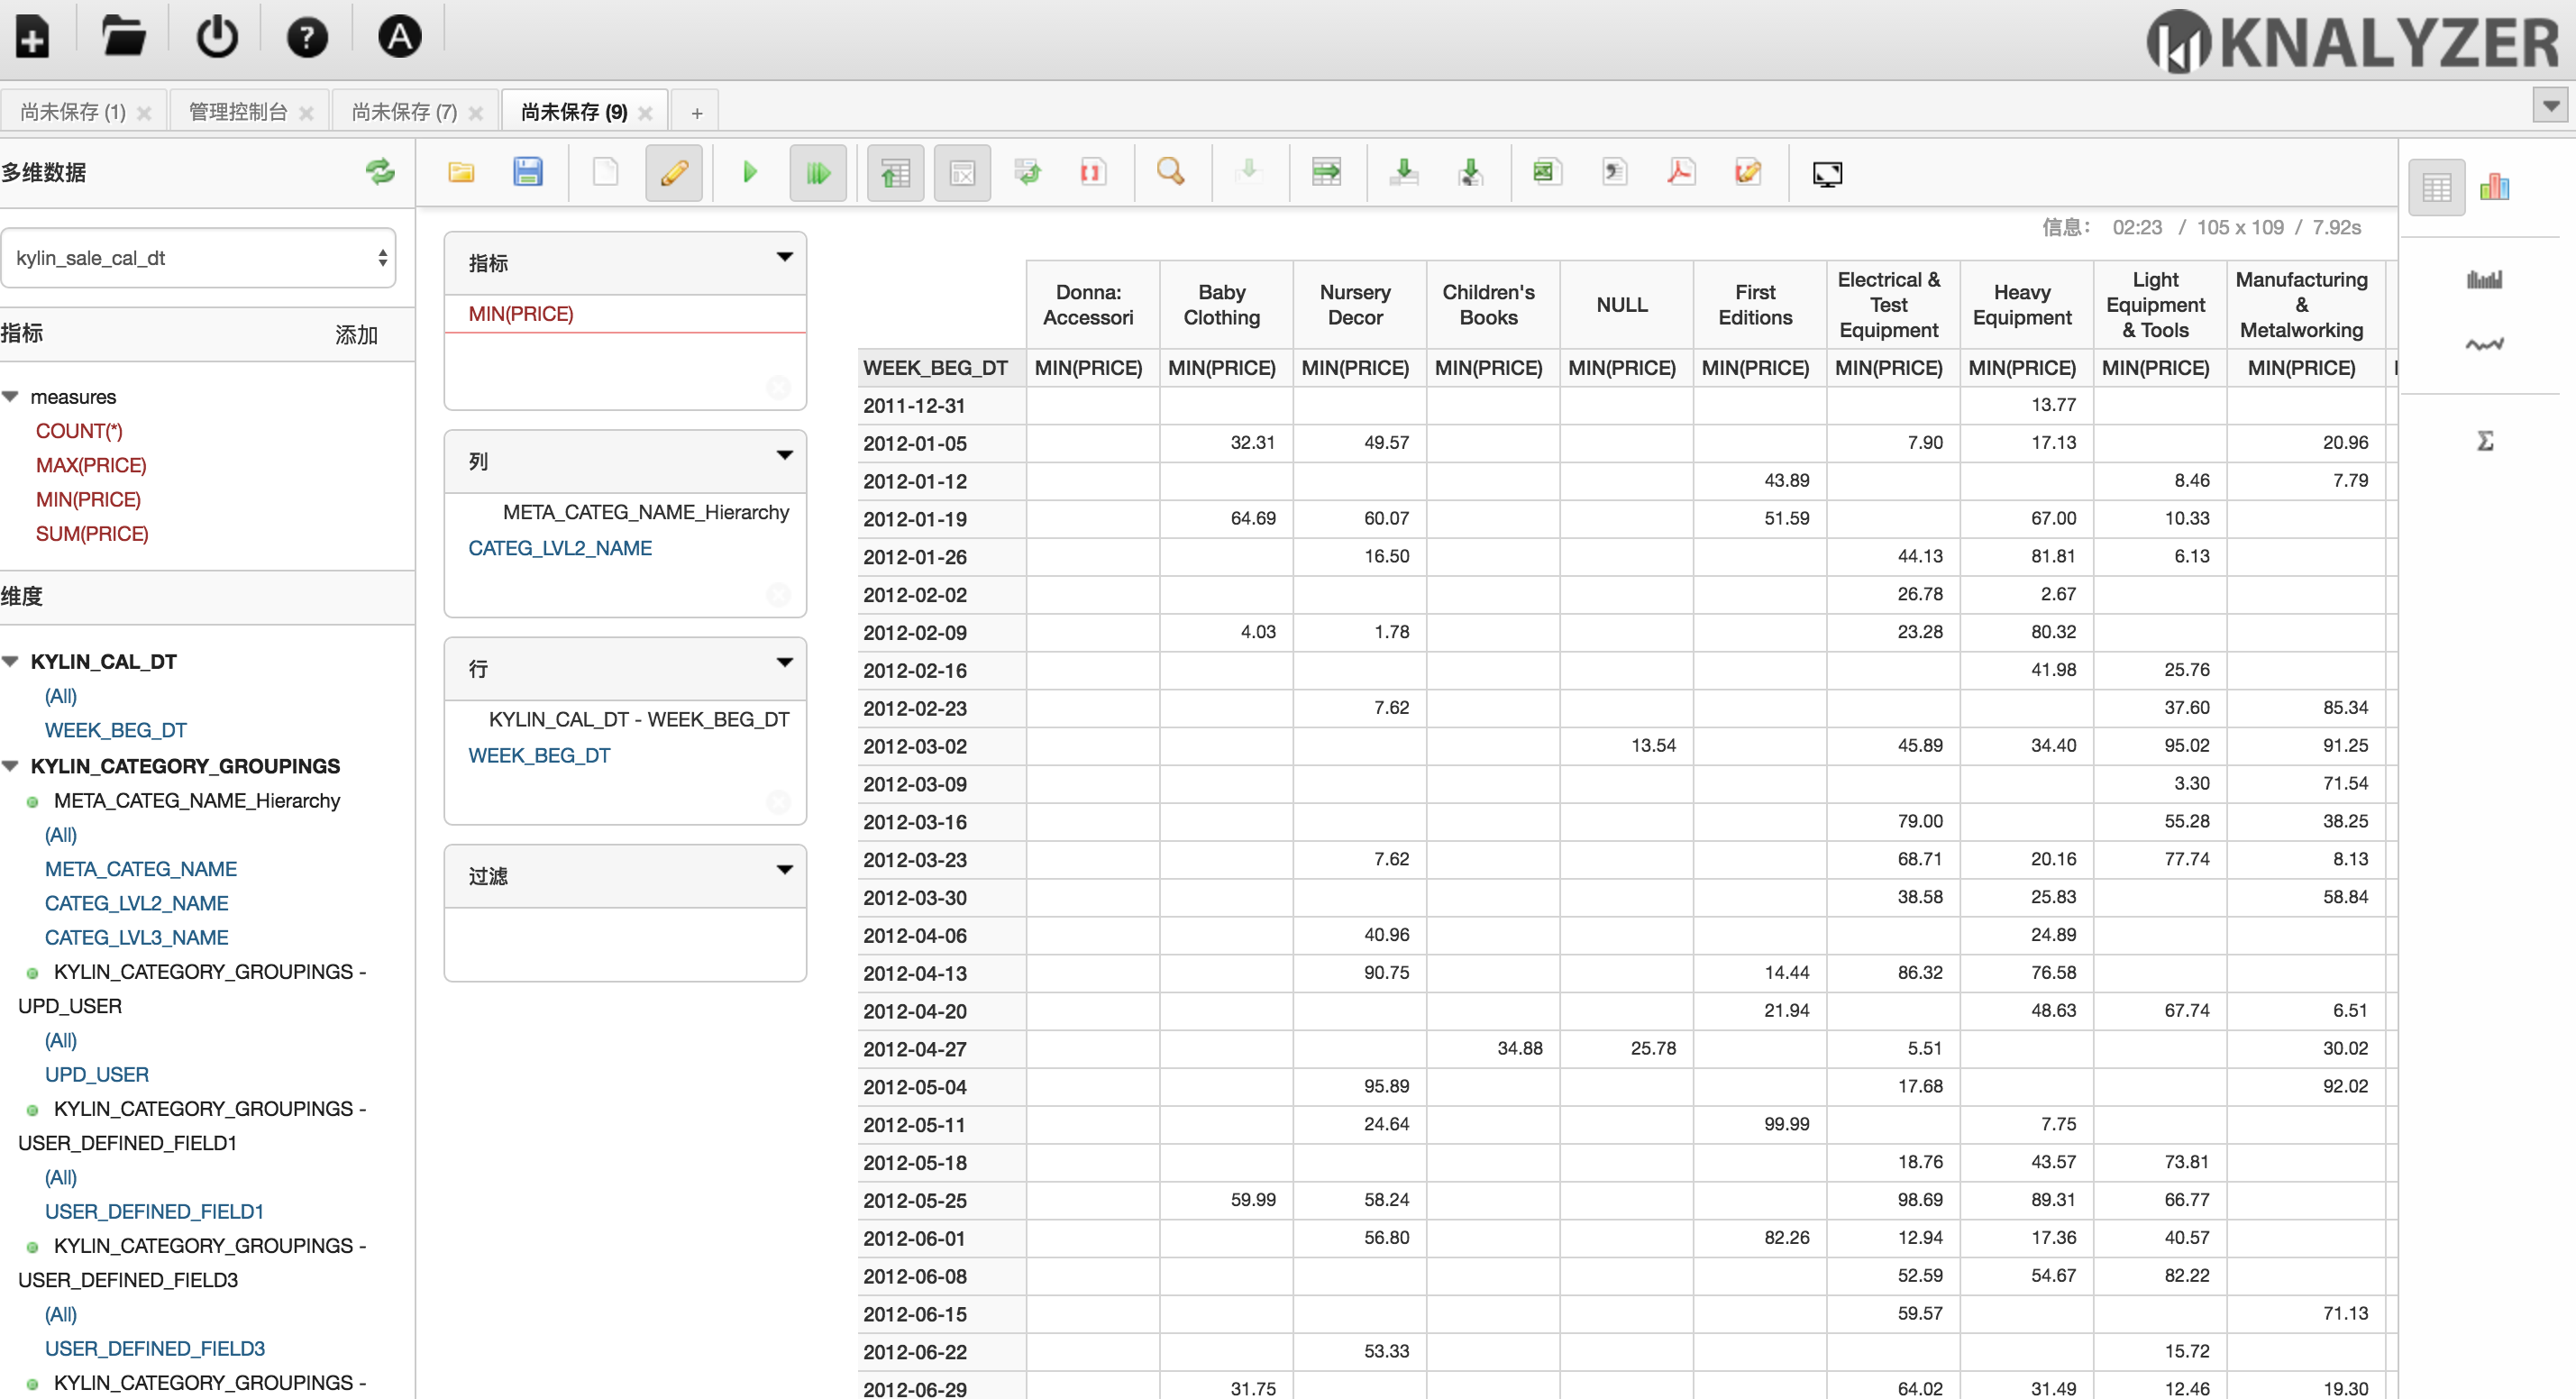 KNALYZER
尚未保存 (1)
管理控制台
尚未保存 (7)
尚未保存 (9)
+
多维数据
kylin_sale_cal_dt
指标 添加
measures
COUNT(*)
MAX(PRICE)
MIN(PRICE)
SUM(PRICE)
维度
KYLIN_CAL_DT
(All)
WEEK_BEG_DT
KYLIN_CATEGORY_GROUPINGS
META_CATEG_NAME_Hierarchy
(All)
META_CATEG_NAME
CATEG_LVL2_NAME
CATEG_LVL3_NAME
KYLIN_CATEGORY_GROUPINGS -
UPD_USER
(All)
UPD_USER
KYLIN_CATEGORY_GROUPINGS -
USER_DEFINED_FIELD1
(All)
USER_DEFINED_FIELD1
KYLIN_CATEGORY_GROUPINGS -
USER_DEFINED_FIELD3
(All)
USER_DEFINED_FIELD3
KYLIN_CATEGORY_GROUPINGS -
指标
MIN(PRICE)
列
META_CATEG_NAME_Hierarchy
CATEG_LVL2_NAME
行
KYLIN_CAL_DT - WEEK_BEG_DT
WEEK_BEG_DT
过滤
信息: 02:23 / 105 x 109 / 7.92s
Donna: Accessori Baby Clothing Nursery Decor Children's Books NULL First Editions Electrical & Test Equipment Heavy Equipment Light Equipment & Tools Manufacturing & Metalworking
WEEK_BEG_DT MIN(PRICE) MIN(PRICE) MIN(PRICE) MIN(PRICE) MIN(PRICE) MIN(PRICE) MIN(PRICE) MIN(PRICE) MIN(PRICE) MIN(PRICE)
2011-12-31 13.77
2012-01-05 32.31 49.57 7.90 17.13 20.96
2012-01-12 43.89 8.46 7.79
2012-01-19 64.69 60.07 51.59 67.00 10.33
2012-01-26 16.50 44.13 81.81 6.13
2012-02-02 26.78 2.67
2012-02-09 4.03 1.78 23.28 80.32
2012-02-16 41.98 25.76
2012-02-23 7.62 37.60 85.34
2012-03-02 13.54 45.89 34.40 95.02 91.25
2012-03-09 3.30 71.54
2012-03-16 79.00 55.28 38.25
2012-03-23 7.62 68.71 20.16 77.74 8.13
2012-03-30 38.58 25.83 58.84
2012-04-06 40.96 24.89
2012-04-13 90.75 14.44 86.32 76.58
2012-04-20 21.94 48.63 67.74 6.51
2012-04-27 34.88 25.78 5.51 30.02
2012-05-04 95.89 17.68 92.02
2012-05-11 24.64 99.99 7.75
2012-05-18 18.76 43.57 73.81
2012-05-25 59.99 58.24 98.69 89.31 66.77
2012-06-01 56.80 82.26 12.94 17.36 40.57
2012-06-08 52.59 54.67 82.22
2012-06-15 59.57 71.13
2012-06-22 53.33 15.72
2012-06-29 31.75 64.02 31.49 12.46 19.30